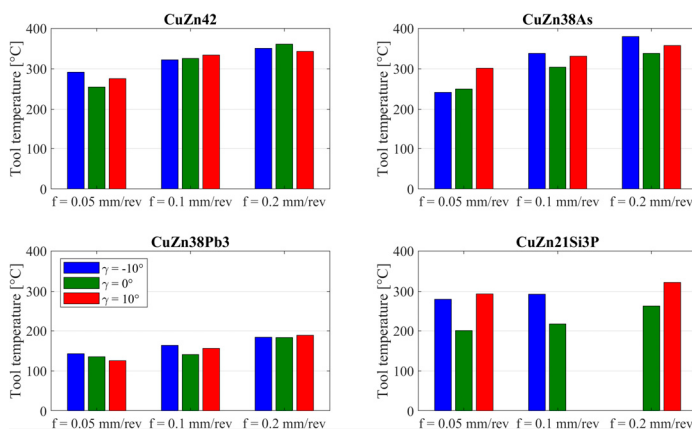 CuZn42
Tool temperature [°C]
400
300
200
100
0
f = 0.05 mm/rev f = 0.1 mm/rev f = 0.2 mm/rev
CuZn38As
Tool temperature [°C]
400
300
200
100
0
f = 0.05 mm/rev f = 0.1 mm/rev f = 0.2 mm/rev
CuZn38Pb3
Tool temperature [°C]
400
300
200
100
0
γ = -10°
γ = 0°
γ = 10°
f = 0.05 mm/rev f = 0.1 mm/rev f = 0.2 mm/rev
CuZn21Si3P
Tool temperature [°C]
400
300
200
100
0
f = 0.05 mm/rev f = 0.1 mm/rev f = 0.2 mm/rev